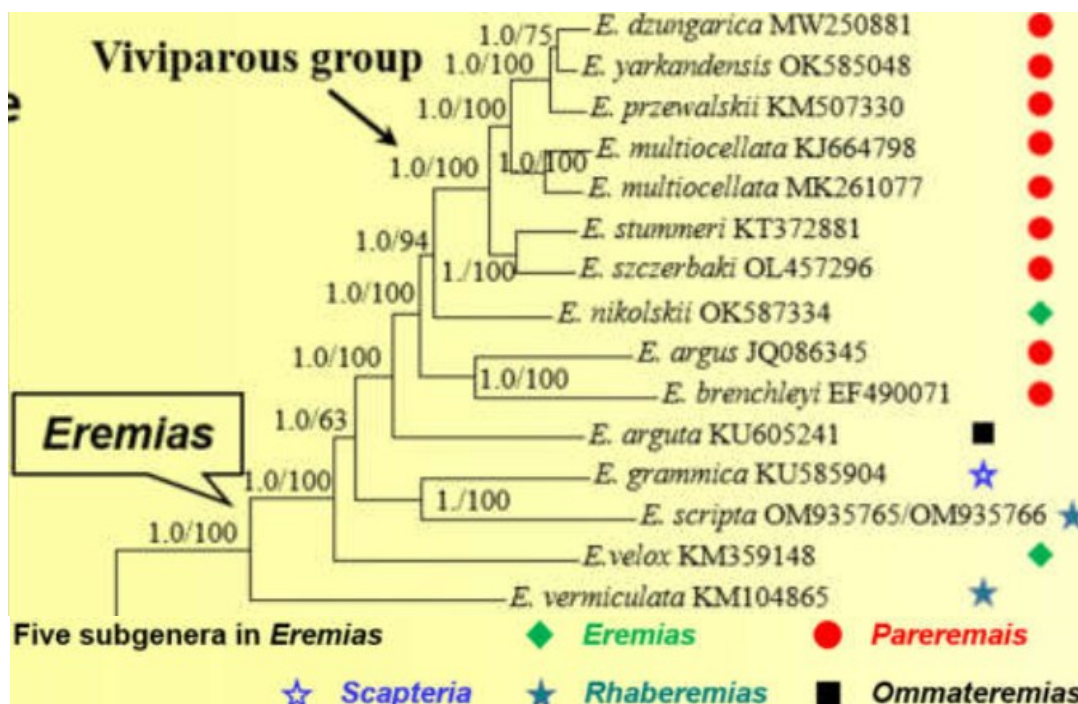 1.0/75
E. dzungarica MW250881
Viviparous group
1.0/100
E. yarkandensis OK585048
e
1.0/100
E. przewalskii KM507330
E. multiocellata KJ664798
1.0/100
1.0/100
E. multiocellata MK261077
E. stummeri KT372881
1.0/94
1./100
E. szczerbaki OL457296
1.0/100
E. nikolskii OK587334
E. argus JQ086345
1.0/100
1.0/100
E. brenchleyi EF490071
Eremias
1.0/63
E. arguta KU605241
E. grammica KU585904
1.0/100
1./100
E. scripta OM935765/OM935766
1.0/100
E.velox KM359148
E. vermiculata KM104865
Five subgenera in Eremias
Eremias
Pareremais
Scapteria
Rhaberemias
Ommateremias